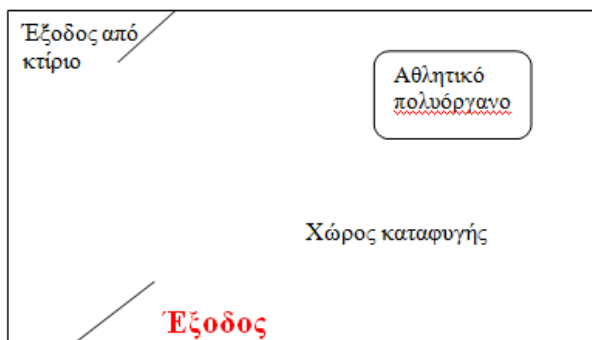 Έξοδος από
κτίριο
Αθλητικό
πολυόργανο
Χώρος καταφυγής
Έξοδος